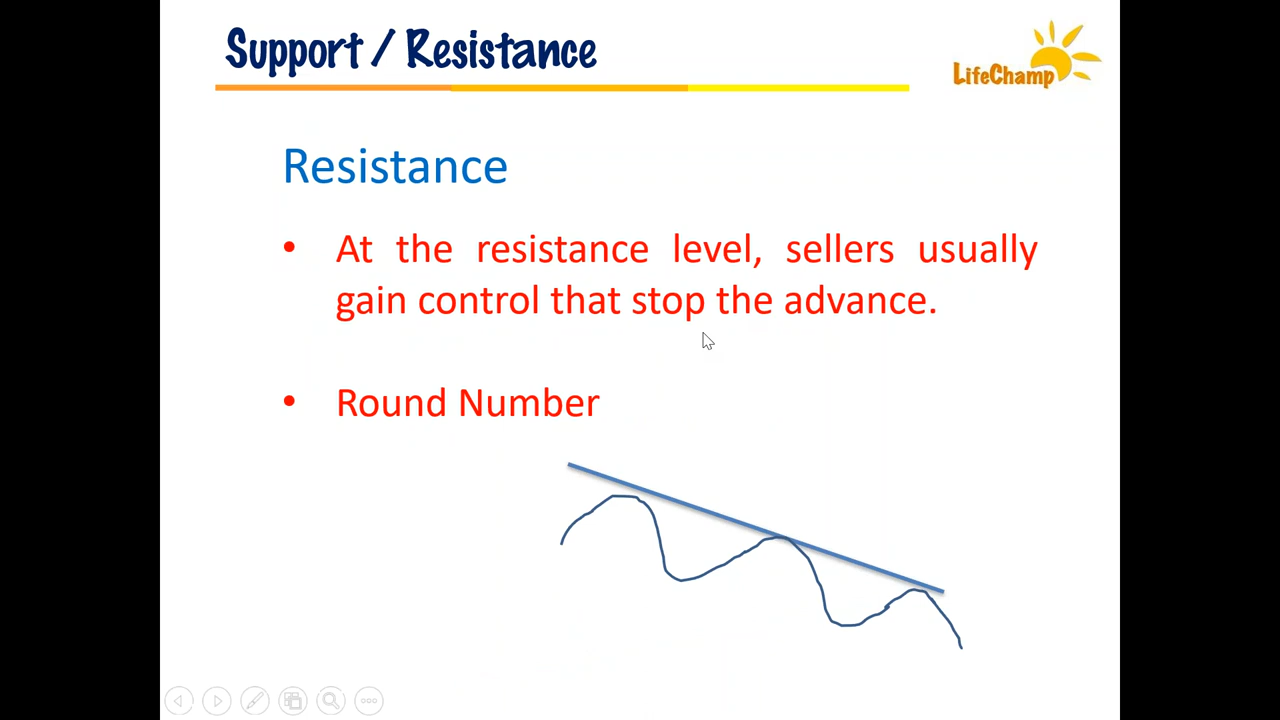 Support / Resistance
LifeChamp
Resistance
• At the resistance level, sellers usually
gain control that stop the advance.
• Round Number